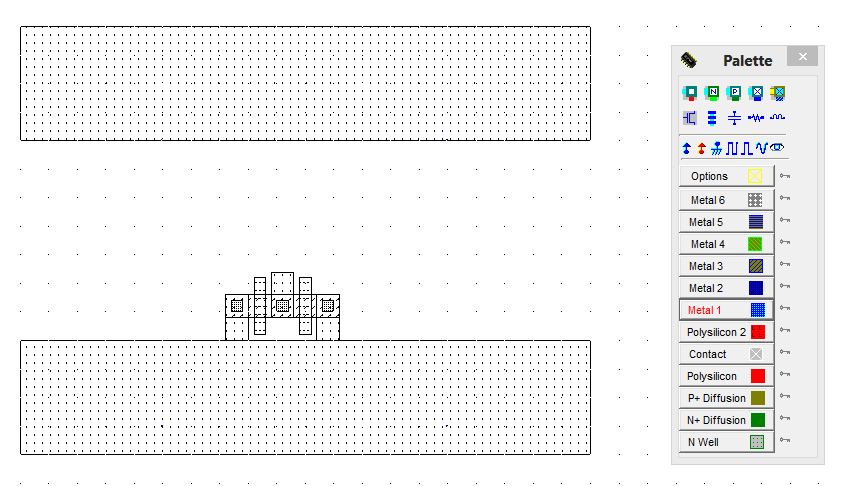 Palette
N P
Options
Metal 6
Metal 5
Metal 4
Metal 3
Metal 2
Metal 1
Polysilicon 2
Contact
Polysilicon
P+ Diffusion
N+ Diffusion
N Well